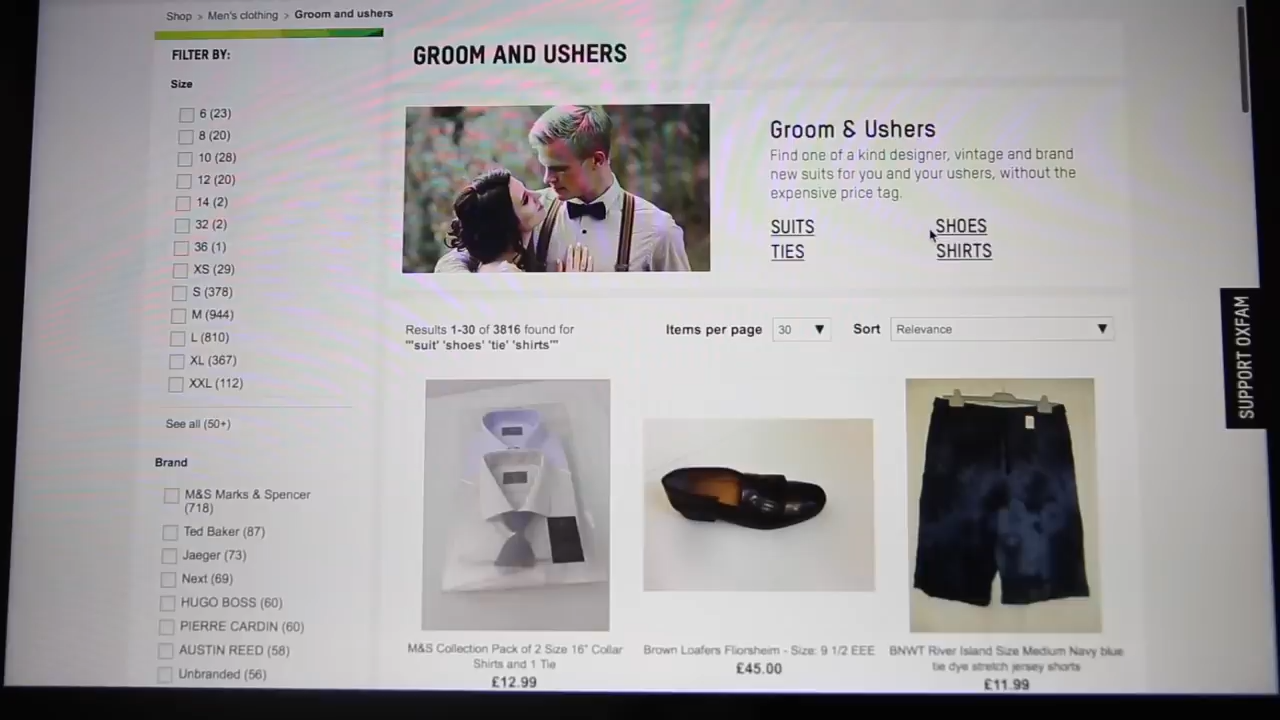 Shop > Men's clothing > Groom and ushers
FILTER BY:
Size
6 (23)
8 (20)
10 (28)
12 (20)
14 (2)
32 (2)
36 (1)
XS (29)
S (378)
M (944)
L (810)
XL (367)
XXL (112)
See all (50+)
Brand
M&S Marks & Spencer
(718)
Ted Baker (87)
Jaeger (73)
Next (69)
HUGO BOSS (60)
PIERRE CARDIN (60)
AUSTIN REED (58)
Unbranded (56)
GROOM AND USHERS
Groom & Ushers
Find one of a kind designer, vintage and brand
new suits for you and your ushers, without the
expensive price tag.
SUITS SHOES
TIES SHIRTS
Results 1-30 of 3816 found for
"'suit' 'shoes' 'tie' 'shirts'"
Items per page 30 Sort Relevance
M&S Collection Pack of 2 Size 16" Collar
Shirts and 1 Tie
£12.99
Brown Loafers Fliorsheim - Size: 9 1/2 EEE
£45.00
BNWT River Island Size Medium Navy blue
tie dye stretch jersey shorts
£11.99
SUPPORT OXFAM